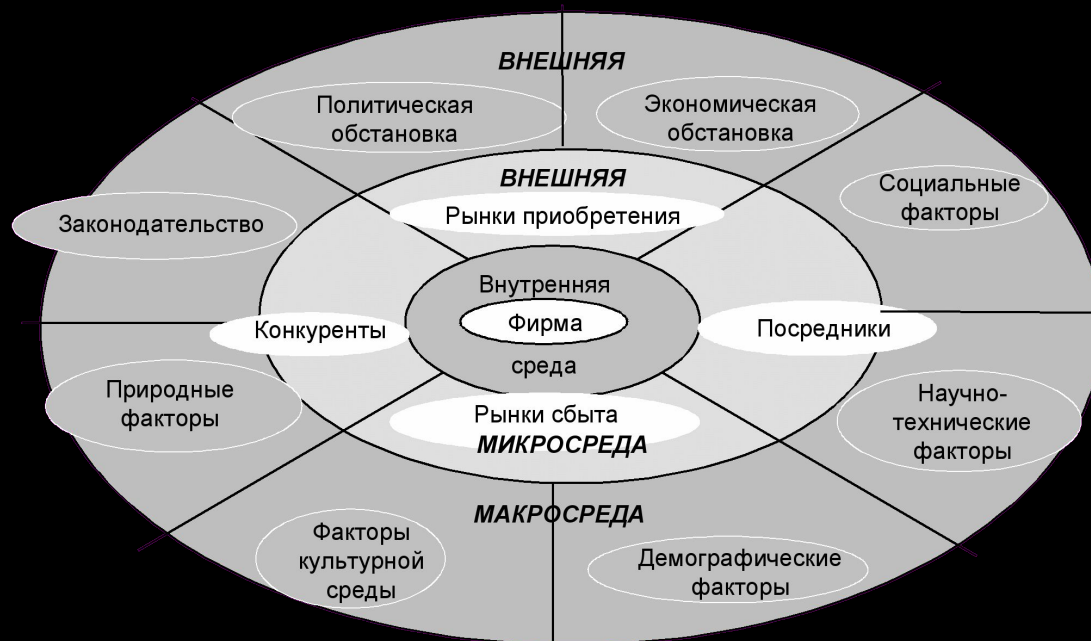 ВНЕШНЯЯ
Политическая
обстановка
Экономическая
обстановка
ВНЕШНЯЯ
Рынки приобретения
Социальные
факторы
Законодательство
Внутренняя
Фирма
среда
Конкуренты
Посредники
Природные
факторы
Рынки сбыта
МИКРОСРЕДА
Научно-
технические
факторы
МАКРОСРЕДА
Факторы
культурной
среды
Демографические
факторы